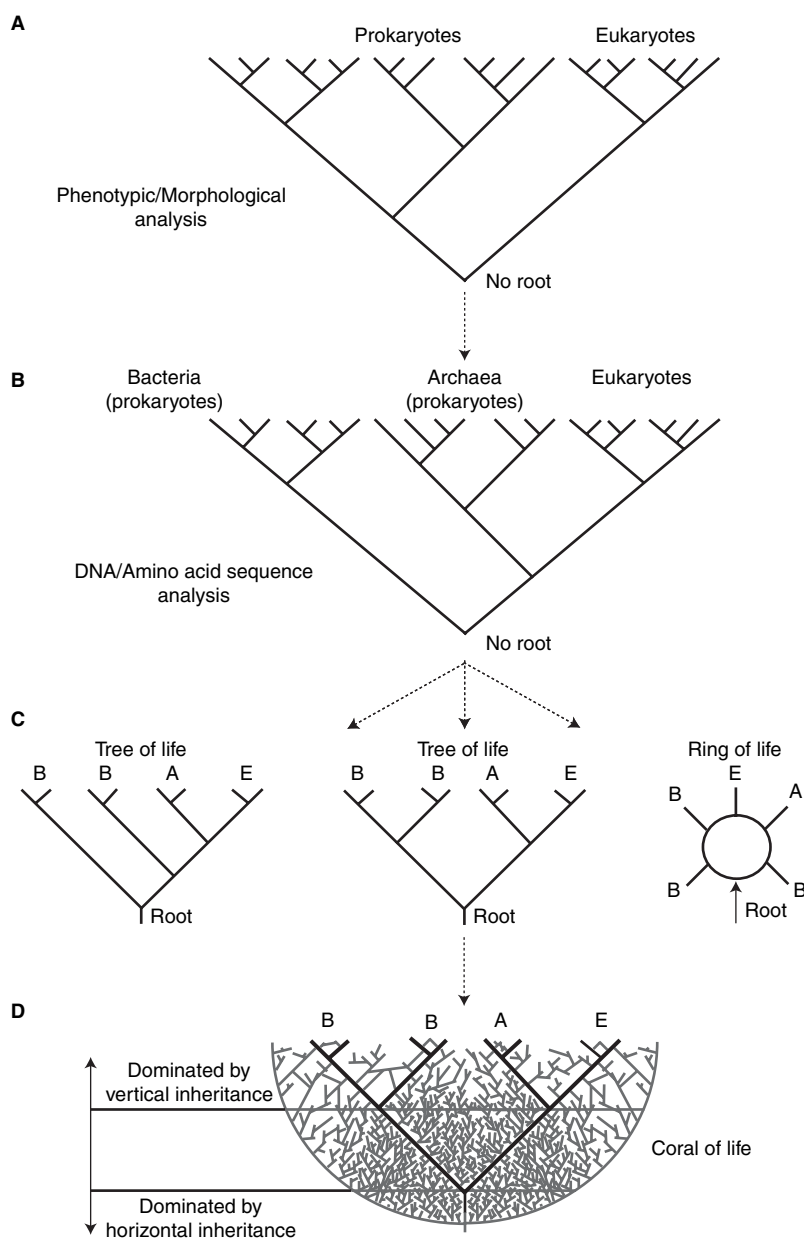 A
Prokaryotes
Eukaryotes
Phenotypic/Morphological
analysis
No root
B
Bacteria
(prokaryotes)
Archaea
(prokaryotes)
Eukaryotes
DNA/Amino acid sequence
analysis
No root
C
Tree of life
B B A E
Root
Tree of life
B B A E
Root
Ring of life
E
B A
B B
Root
D
B B A E
Dominated by
vertical inheritance
Coral of life
Dominated by
horizontal inheritance